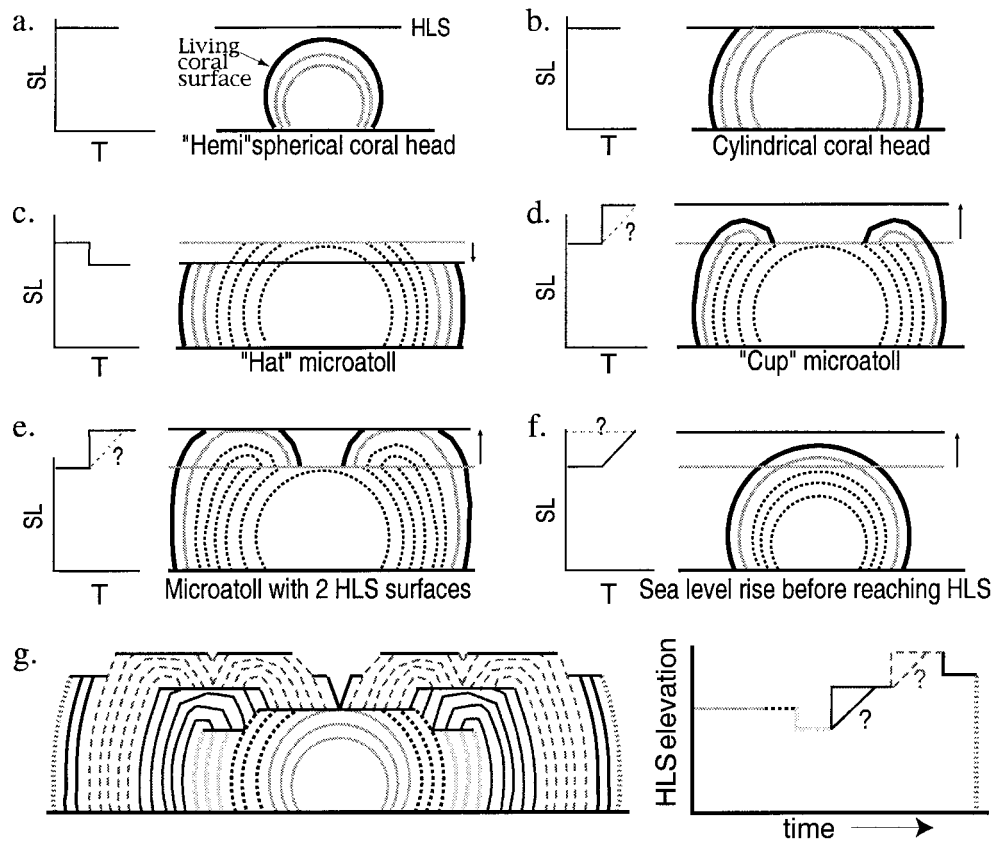 a.
SL
T
HLS
Living
coral
surface
"Hemi"spherical coral head
b.
SL
T
Cylindrical coral head
c.
SL
T
"Hat" microatoll
d.
SL
?
T
"Cup" microatoll
e.
SL
?
T
Microatoll with 2 HLS surfaces
f.
SL
?
T
Sea level rise before reaching HLS
g.
HLS elevation
?
?
time